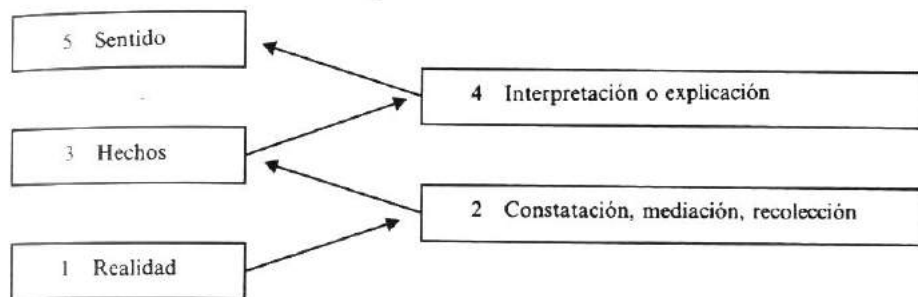 5 Sentido
4 Interpretación o explicación
3 Hechos
2 Constatación, mediación, recolección
1 Realidad